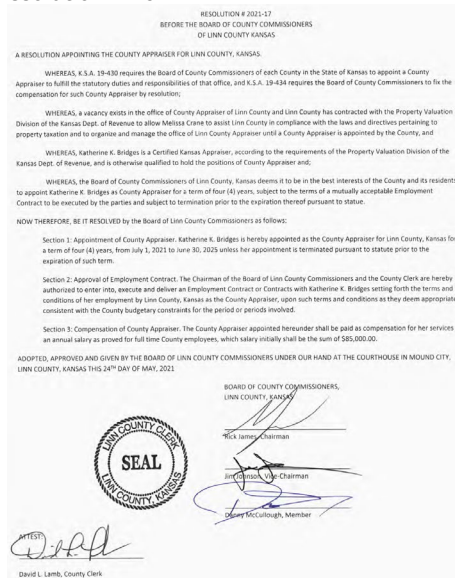 RESOLUTION # 2021-17
BEFORE THE BOARD OF COUNTY COMMISSIONERS
OF LINN COUNTY KANSAS
A RESOLUTION APPOINTING THE COUNTY APPRAISER FOR LINN COUNTY, KANSAS.
WHEREAS, K.S.A. 19-430 requires the Board of County Commissioners of each County in the State of Kansas to appoint a County
Appraiser to fulfill the statutory duties and responsibilities of that office, and K.S.A. 19-434 requires the Board of County Commissioners to fix the
compensation for such County Appraiser by resolution;
WHEREAS, a vacancy exists in the office of County Appraiser of Linn County and Linn County has contracted with the Property Valuation
Division of the Kansas Dept. of Revenue to allow Melissa Crane to assist Linn County in compliance with the laws and directives pertaining to
property taxation and to organize and manage the office of Linn County Appraiser until a County Appraiser is appointed by the County, and
WHEREAS, Katherine K. Bridges is a Certified Kansas Appraiser, according to the requirements of the Property Valuation Division of the
Kansas Dept. of Revenue, and is otherwise qualified to hold the positions of County Appraiser and;
WHEREAS, the Board of County Commissioners of Linn County, Kansas deems it to be in the best interests of the County and its residents
to appoint Katherine K. Bridges as County Appraiser for a term of four (4) years, subject to the terms of a mutually acceptable Employment
Contract to be executed by the parties and subject to termination prior to the expiration thereof pursuant to statue.
NOW THEREFORE, BE IT RESOLVED by the Board of Linn County Commissioners as follows:
Section 1: Appointment of County Appraiser. Katherine K. Bridges is hereby appointed as the County Appraiser for Linn County, Kansas for
a term of four (4) years, from July 1, 2021 to June 30, 2025 unless her appointment is terminated pursuant to statute prior to the
expiration of such term.
Section 2: Approval of Employment Contract. The Chairman of the Board of Linn County Commissioners and the County Clerk are hereby
authorized to enter into, execute and deliver an Employment Contract or Contracts with Katherine K. Bridges setting forth the terms and
conditions of her employment by Linn County, Kansas as the County Appraiser, upon such terms and conditions as they deem appropriate
consistent with the County budgetary constraints for the period or periods involved.
Section 3: Compensation of County Appraiser. The County Appraiser appointed hereunder shall be paid as compensation for her services
an annual salary as proved for full time County employees, which salary initially shall be the sum of $85,000.00.
ADOPTED, APPROVED AND GIVEN BY THE BOARD OF LINN COUNTY COMMISSIONERS UNDER OUR HAND AT THE COURTHOUSE IN MOUND CITY,
LINN COUNTY, KANSAS THIS 24TH DAY OF MAY, 2021
BOARD OF COUNTY COMMISSIONERS,
LINN COUNTY, KANSAS
Rick James, Chairman
LINN COUNTY CLERK
SEAL
LINN COUNTY, KANSAS
Jim Johnson, Vice-Chairman
Danny McCullough, Member
ATTEST:
David L. Lamb, County Clerk